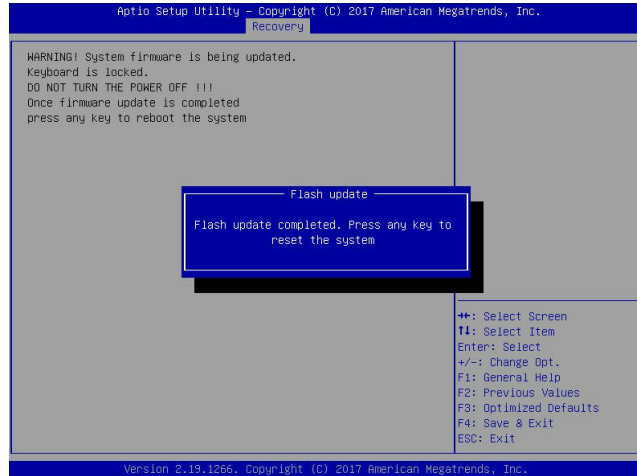 Aptio Setup Utility – Copyright (C) 2017 American Megatrends, Inc.
Recovery
WARNING! System firmware is being updated.
Keyboard is locked.
DO NOT TURN THE POWER OFF !!!
Once firmware update is completed
press any key to reboot the system
Flash update
Flash update completed. Press any key to
reset the system
→←: Select Screen
↑↓: Select Item
Enter: Select
+/-: Change Opt.
F1: General Help
F2: Previous Values
F3: Optimized Defaults
F4: Save & Exit
ESC: Exit
Version 2.19.1266. Copyright (C) 2017 American Megatrends, Inc.